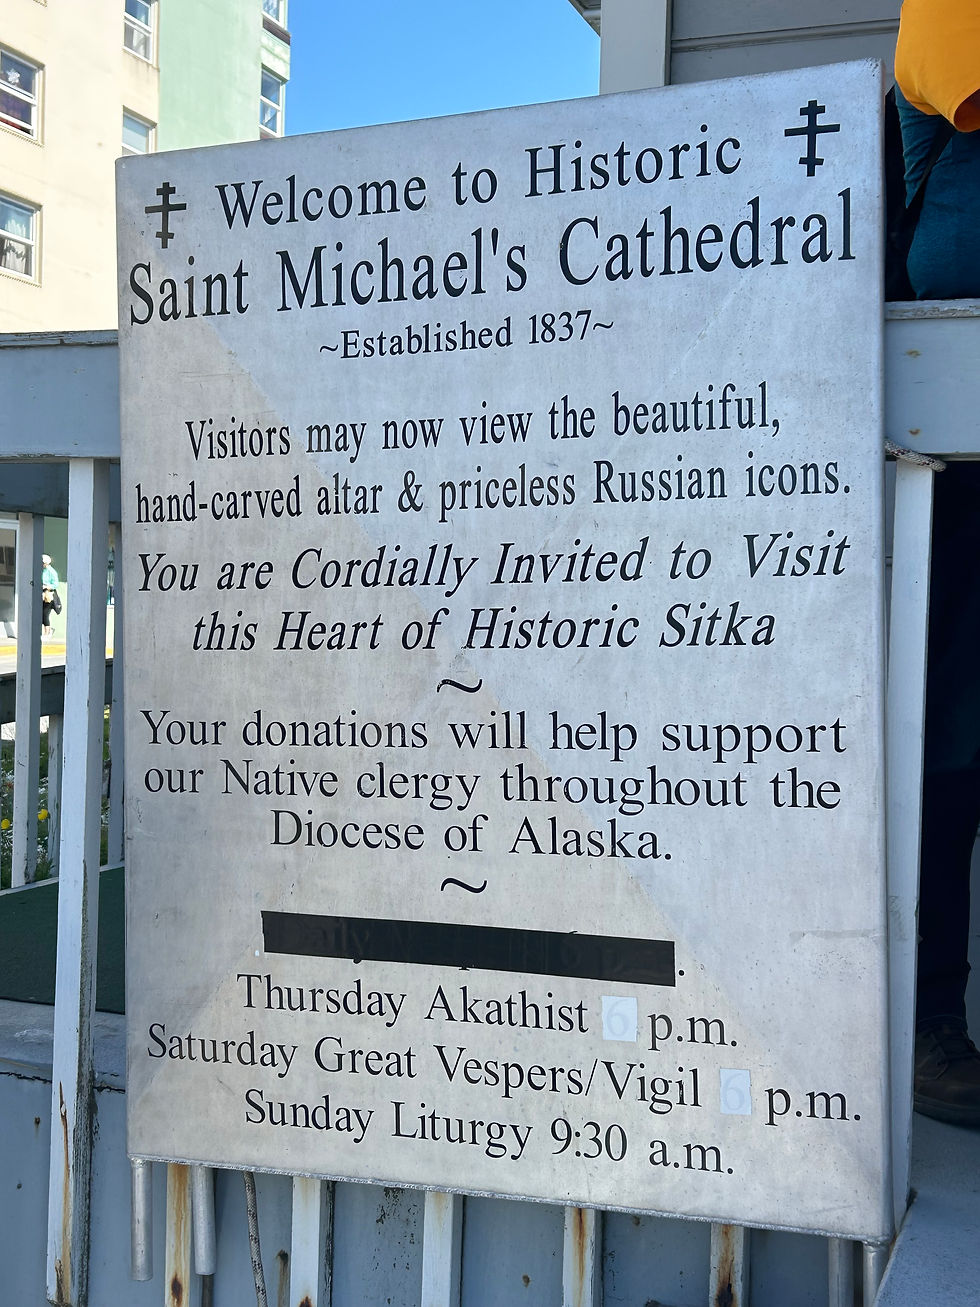 Welcome to Historic
Saint Michael's Cathedral
~Established 1837~
Visitors may now view the beautiful,
hand-carved altar & priceless Russian icons.
You are Cordially Invited to Visit
this Heart of Historic Sitka
~
Your donations will help support
our Native clergy throughout the
Diocese of Alaska.
~
Thursday Akathist 6 p.m.
Saturday Great Vespers/Vigil 6 p.m.
Sunday Liturgy 9:30 a.m.